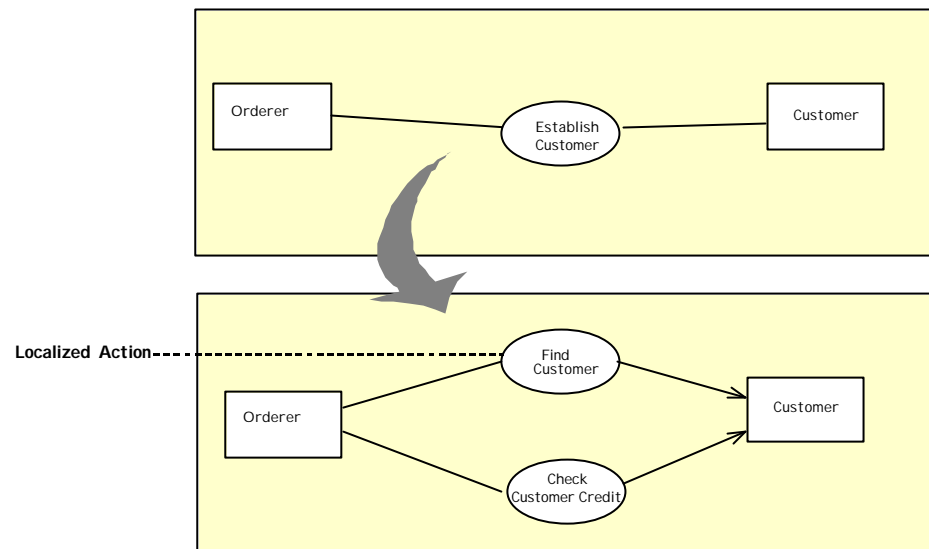 Orderer
Establish
Customer
Customer
Localized Action
Find
Customer
Orderer
Customer
Check
Customer Credit